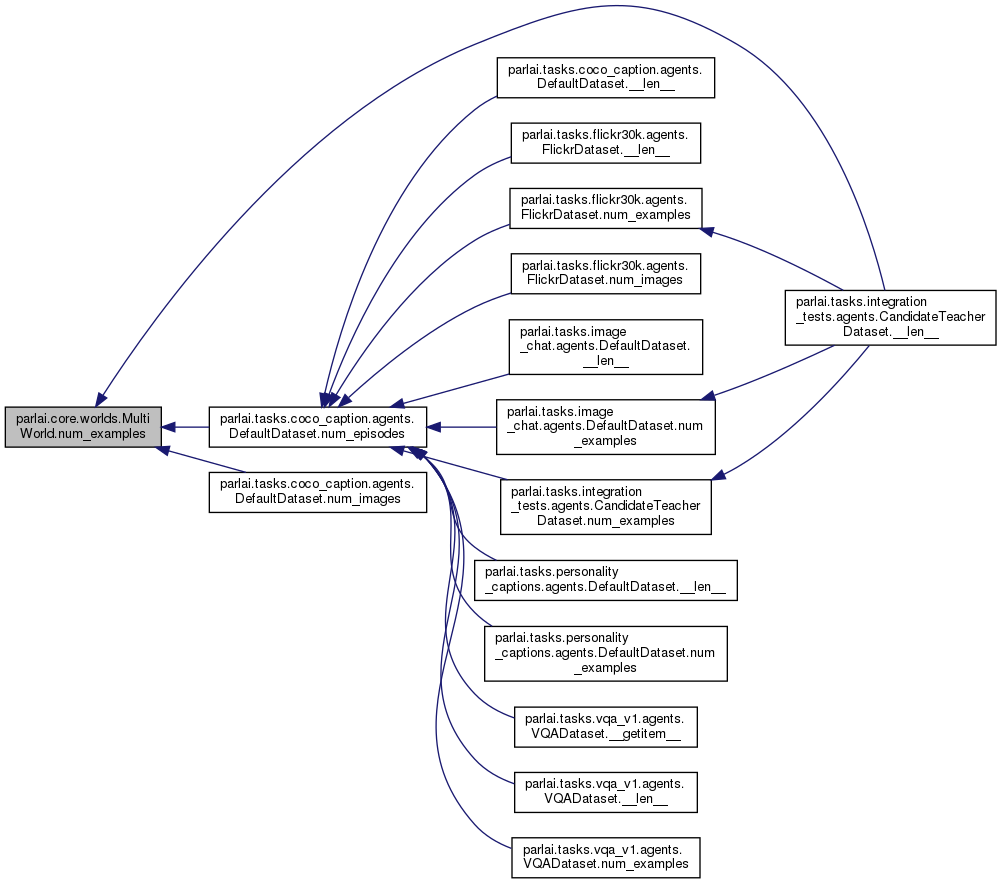 parlai.core.worlds.Multi
World.num_examples
parlai.tasks.coco_caption.agents.
DefaultDataset.num_episodes
parlai.tasks.coco_caption.agents.
DefaultDataset.num_images
parlai.tasks.coco_caption.agents.
DefaultDataset.__len__
parlai.tasks.flickr30k.agents.
FlickrDataset.__len__
parlai.tasks.flickr30k.agents.
FlickrDataset.num_examples
parlai.tasks.flickr30k.agents.
FlickrDataset.num_images
parlai.tasks.image
_chat.agents.DefaultDataset.
__len__
parlai.tasks.image
_chat.agents.DefaultDataset.num
_examples
parlai.tasks.integration
_tests.agents.CandidateTeacher
Dataset.num_examples
parlai.tasks.personality
_captions.agents.DefaultDataset.__len__
parlai.tasks.personality
_captions.agents.DefaultDataset.num
_examples
parlai.tasks.vqa_v1.agents.
VQADataset.__getitem__
parlai.tasks.vqa_v1.agents.
VQADataset.__len__
parlai.tasks.vqa_v1.agents.
VQADataset.num_examples
parlai.tasks.integration
_tests.agents.CandidateTeacher
Dataset.__len__